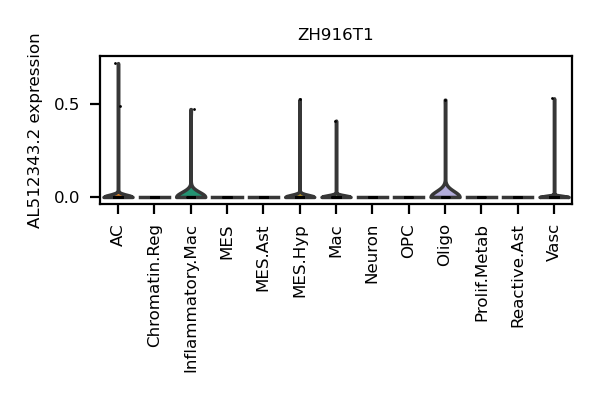 ZH916T1
AL512343.2 expression
0.5
0.0
AC
Chromatin.Reg
Inflammatory.Mac
MES
MES.Ast
MES.Hyp
Mac
Neuron
OPC
Oligo
Prolif.Metab
Reactive.Ast
Vasc